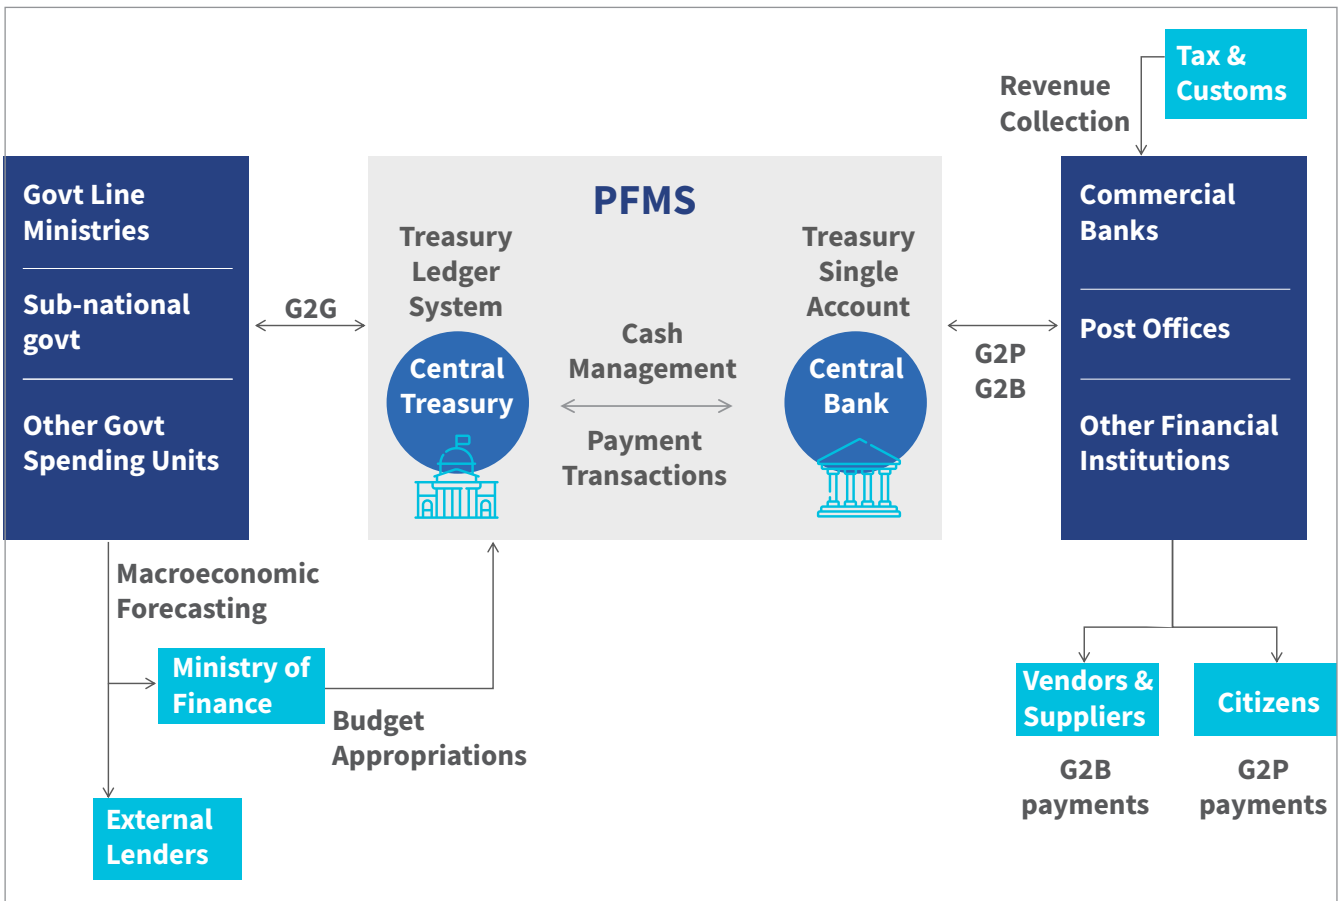 Tax &
Customs
Revenue
Collection
Govt Line
Ministries
Sub-national
govt
Other Govt
Spending Units
G2G
PFMS
Treasury
Ledger
System
Central
Treasury
Cash
Management
Payment
Transactions
Treasury
Single
Account
Central
Bank
G2P
G2B
Commercial
Banks
Post Offices
Other Financial
Institutions
Macroeconomic
Forecasting
Ministry of
Finance
Budget
Appropriations
External
Lenders
Vendors &
Suppliers
G2B
payments
Citizens
G2P
payments